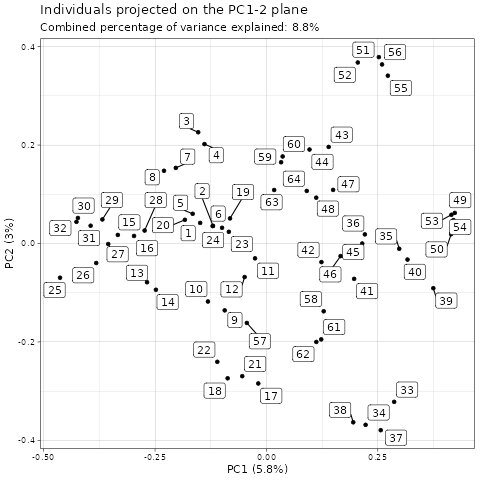 Individuals projected on the PC1-2 plane
Combined percentage of variance explained: 8.8%
0.4
51 56
52 55
3
0.2
43
60
4 59 44
7
8
64 47
2 19 63 48
30 29 28 5 6 49
32 15 20 1 36 53
31 24 23 35 54
0.0
16 42 45 50
27 46
26 13 11 40
25 12 41
14 10 58 39
9 61
57
62
-0.2
22 21
18 17
33
38 34
37
-0.4
-0.50 -0.25 0.00 0.25
PC1 (5.8%)
PC2 (3%)